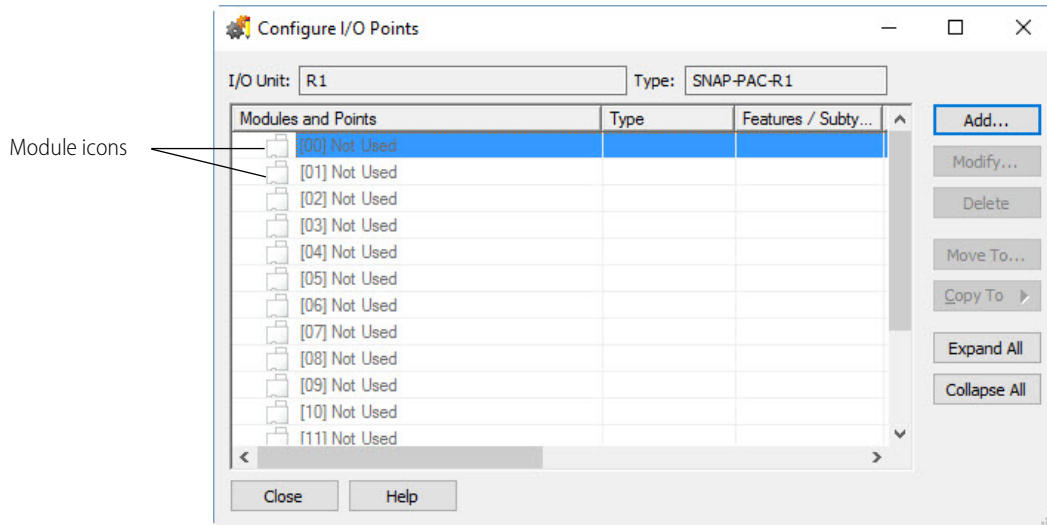 Configure I/O Points
I/O Unit: R1 Type: SNAP-PAC-R1
Modules and Points Type Features / Subty...
Add...
Module icons
[00] Not Used
[01] Not Used
Modify...
[02] Not Used
Delete
[03] Not Used
[04] Not Used
Move To...
[05] Not Used
[06] Not Used
Copy To
[07] Not Used
[08] Not Used
Expand All
[09] Not Used
Collapse All
[10] Not Used
[11] Not Used
Close Help